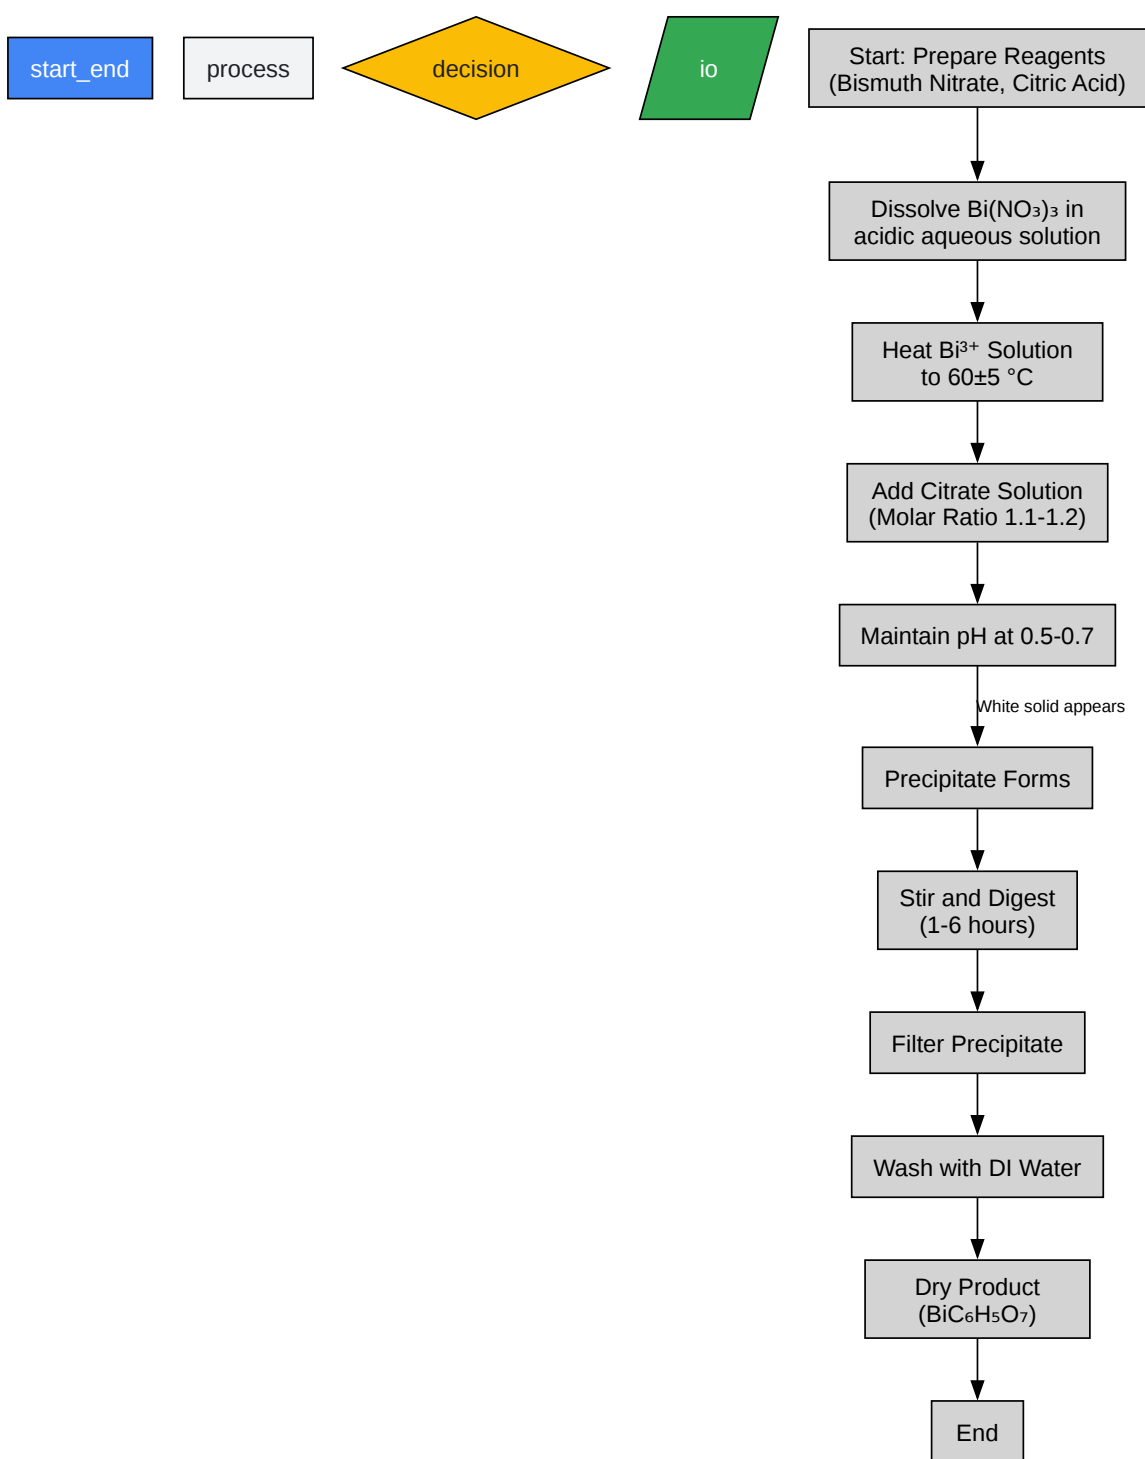 start_end
process
decision
io
Start: Prepare Reagents
(Bismuth Nitrate, Citric Acid)
Dissolve Bi(NO₃)₃ in
acidic aqueous solution
Heat Bi³⁺ Solution
to 60±5 °C
Add Citrate Solution
(Molar Ratio 1.1-1.2)
Maintain pH at 0.5-0.7
White solid appears
Precipitate Forms
Stir and Digest
(1-6 hours)
Filter Precipitate
Wash with DI Water
Dry Product
(BiC₆H₅O₇)
End